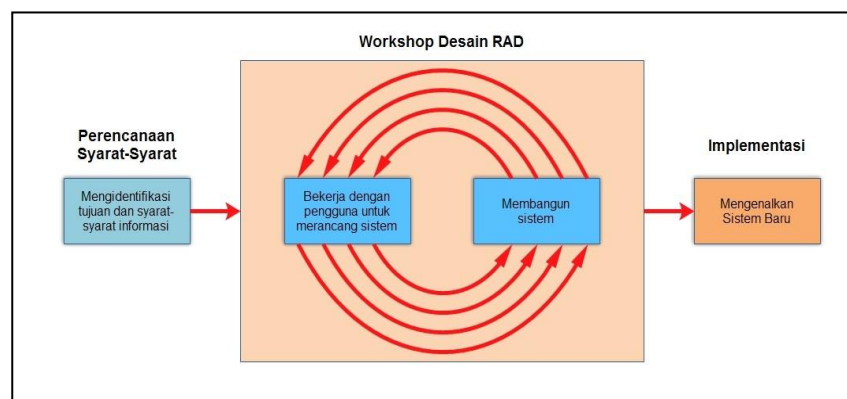 Workshop Desain RAD
Perencanaan
Syarat-Syarat
Mengidentifikasi
tujuan dan syarat-
syarat informasi
Bekerja dengan
pengguna untuk
merancang sistem
Membangun
sistem
Implementasi
Mengenalkan
Sistem Baru